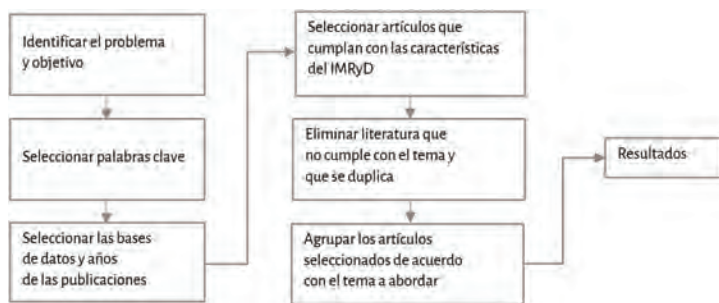 Identificar el problema
y objetivo
Seleccionar palabras clave
Seleccionar las bases
de datos y años
de las publicaciones
Seleccionar artículos que
cumplan con las características
del IMRyD
Eliminar literatura que
no cumple con el tema y
que se duplica
Agrupar los artículos
seleccionados de acuerdo
con el tema a abordar
Resultados